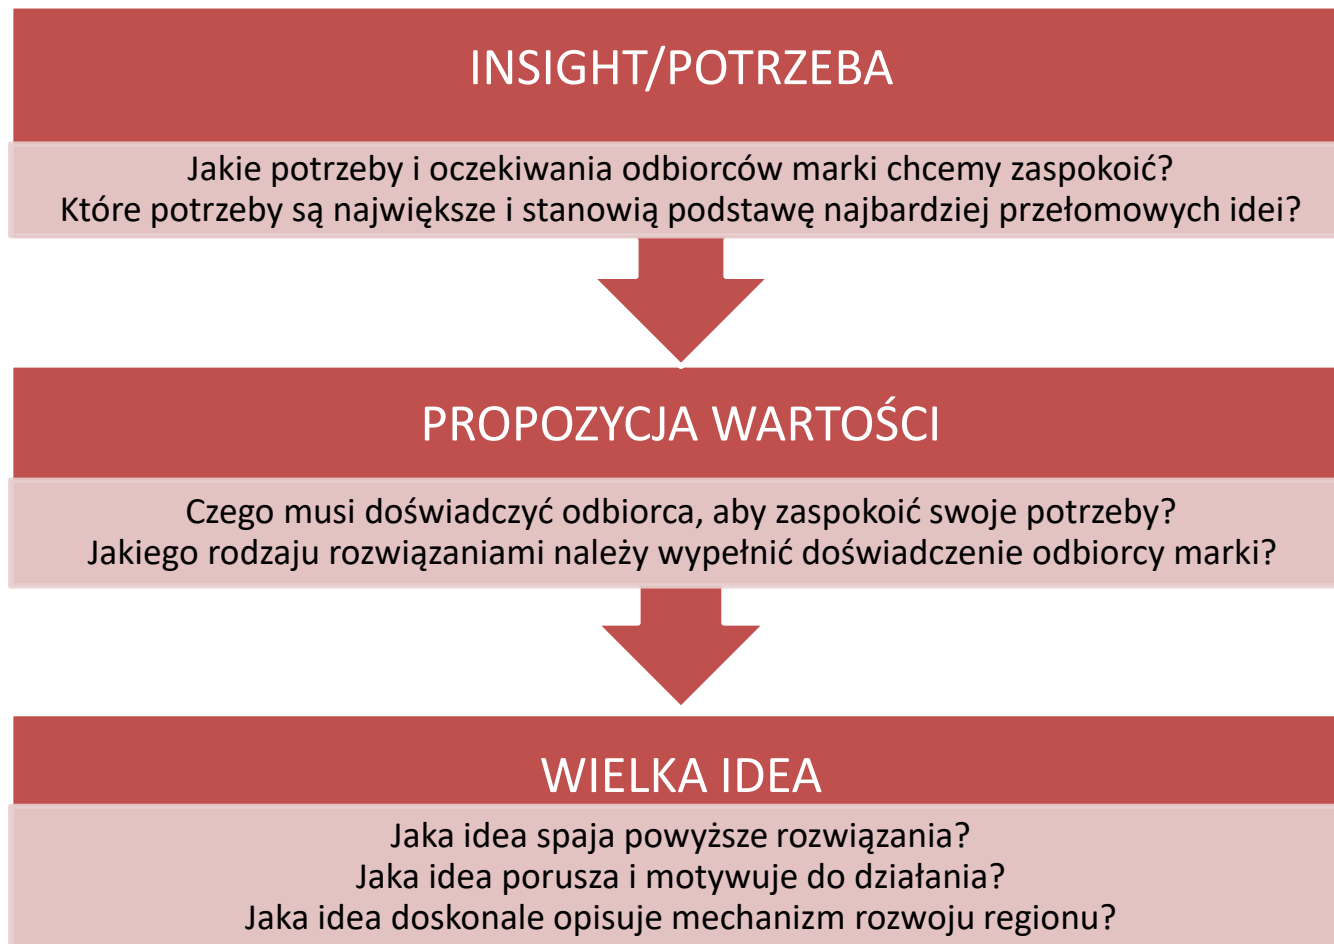 INSIGHT/POTRZEBA
Jakie potrzeby i oczekiwania odbiorców marki chcemy zaspokoić?
Które potrzeby są największe i stanowią podstawę najbardziej przełomowych idei?
PROPOZYCJA WARTOŚCI
Czego musi doświadczyć odbiorca, aby zaspokoić swoje potrzeby?
Jakiego rodzaju rozwiązaniami należy wypełnić doświadczenie odbiorcy marki?
WIELKA IDEA
Jaka idea spaja powyższe rozwiązania?
Jaka idea porusza i motywuje do działania?
Jaka idea doskonale opisuje mechanizm rozwoju regionu?